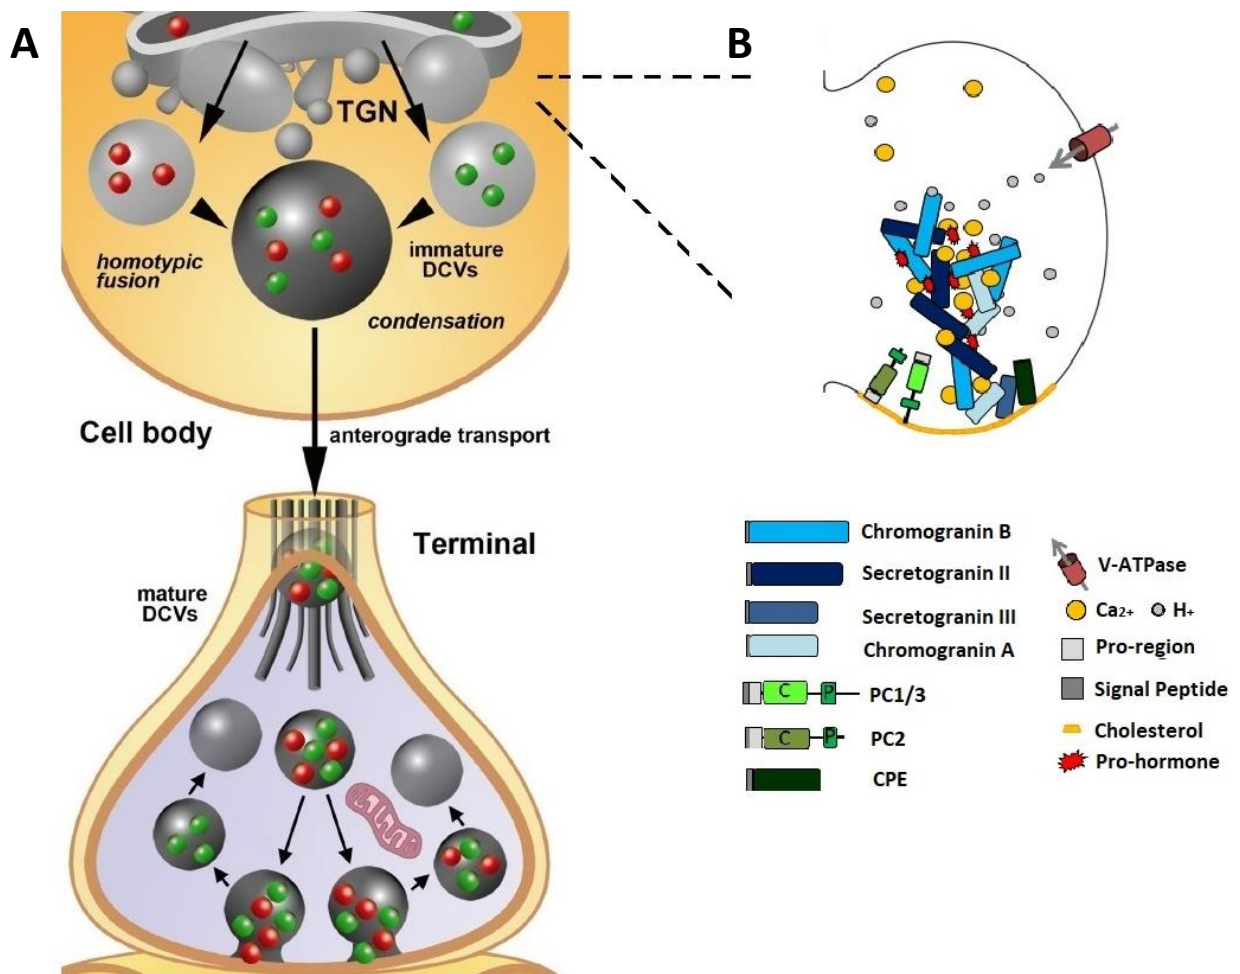 A
TGN
homotypic
fusion
immature
DCVs
condensation
Cell body
anterograde transport
Terminal
mature
DCVs
B
Chromogranin B
Secretogranin II
Secretogranin III
Chromogranin A
C P PC1/3
C P PC2
CPE
V-ATPase
Ca2+ H+
Pro-region
Signal Peptide
Cholesterol
Pro-hormone